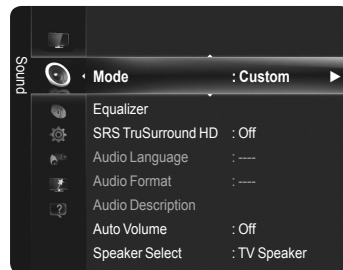 Sound
Mode : Custom
Equalizer
SRS TruSurround HD : Off
Audio Language : ----
Audio Format : ----
Audio Description
Auto Volume : Off
Speaker Select : TV Speaker